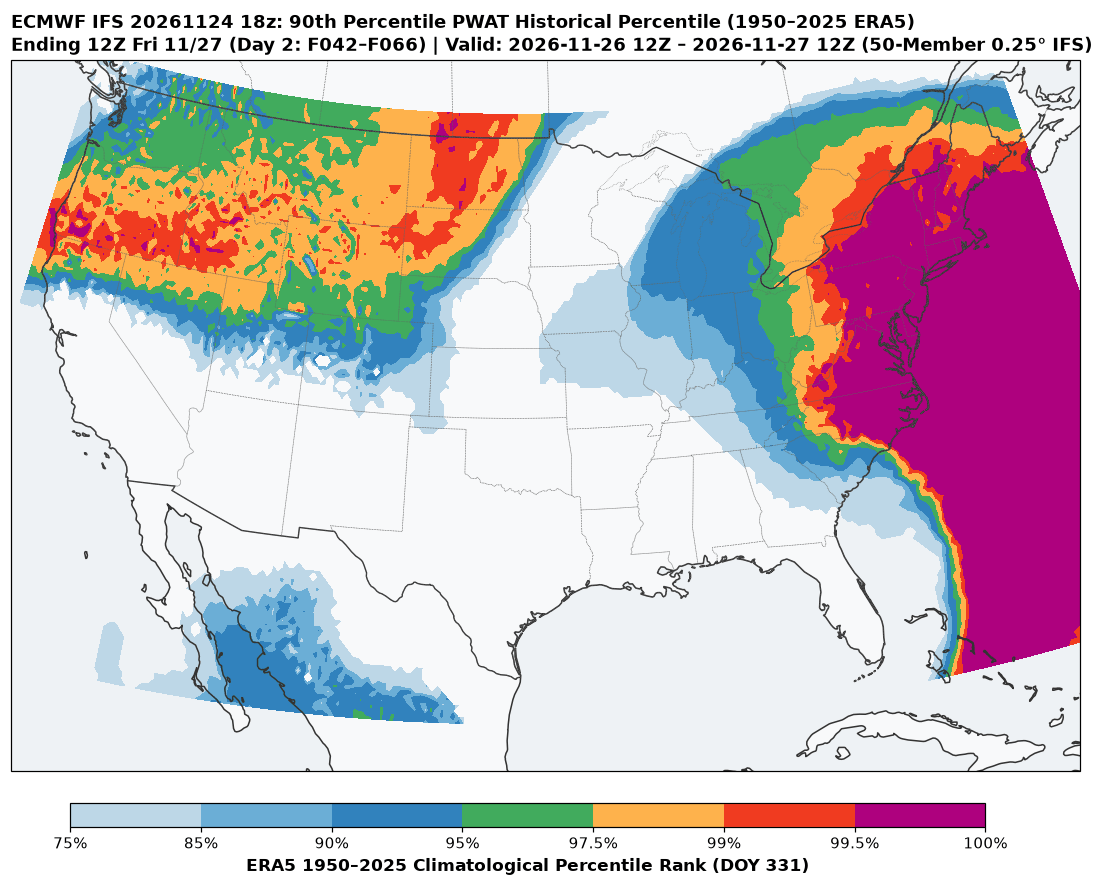 ECMWF IFS 20261124 18z: 90th Percentile PWAT Historical Percentile (1950–2025 ERA5)
Ending 12Z Fri 11/27 (Day 2: F042–F066) | Valid: 2026-11-26 12Z – 2026-11-27 12Z (50-Member 0.25° IFS)
75% 85% 90% 95% 97.5% 99% 99.5% 100%
ERA5 1950–2025 Climatological Percentile Rank (DOY 331)